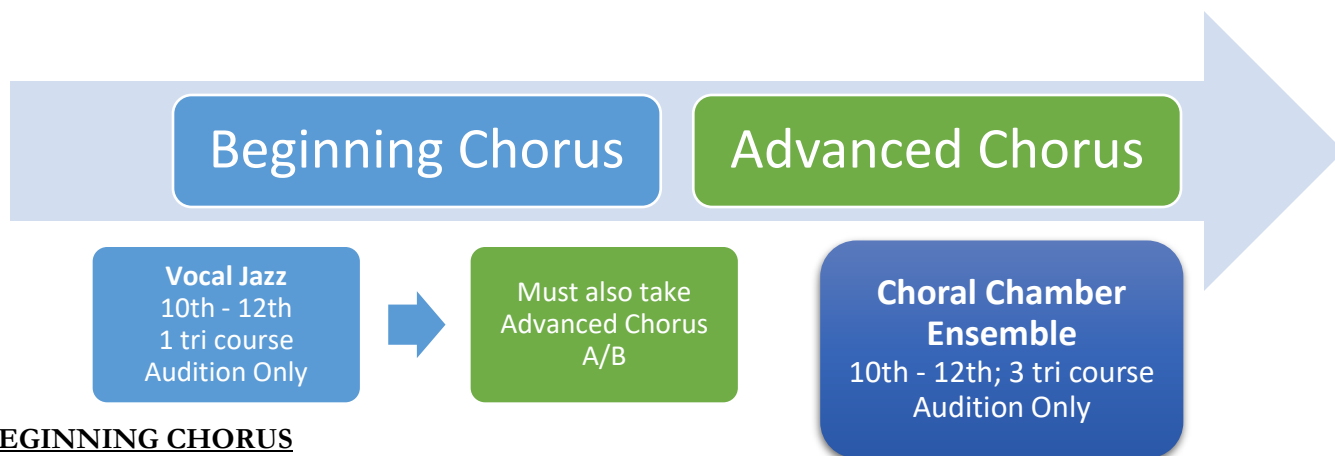 Beginning Chorus
Advanced Chorus
Vocal Jazz
10th - 12th
1 tri course
Audition Only
Must also take
Advanced Chorus
A/B
Choral Chamber
Ensemble
10th - 12th; 3 tri course
Audition Only
EGINNING CHORUS